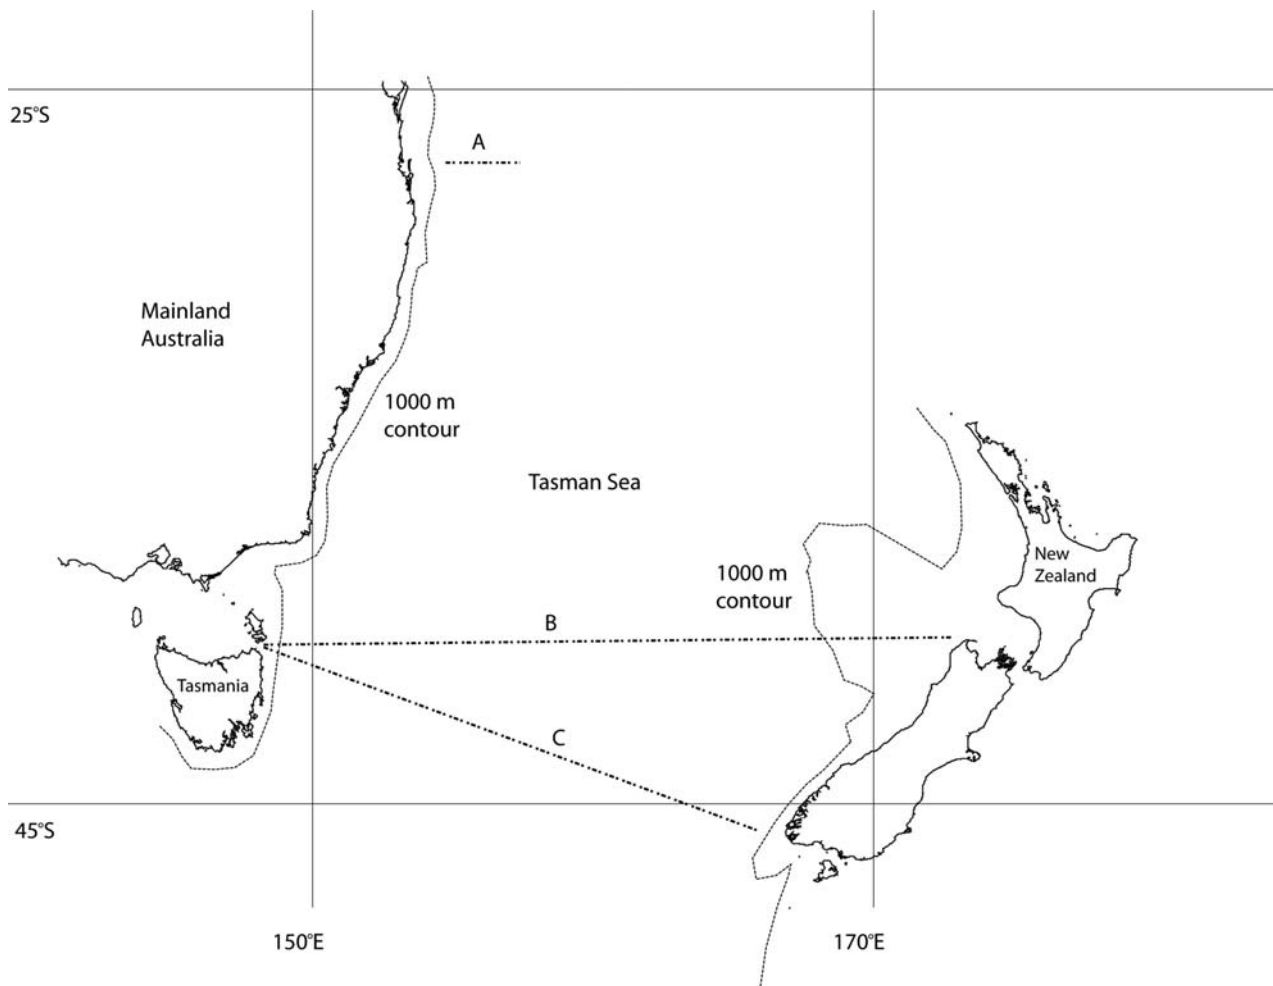 25°S
A
Mainland
Australia
1000 m
contour
Tasman Sea
1000 m
contour
New
Zealand
B
Tasmania
C
45°S
150°E
170°E